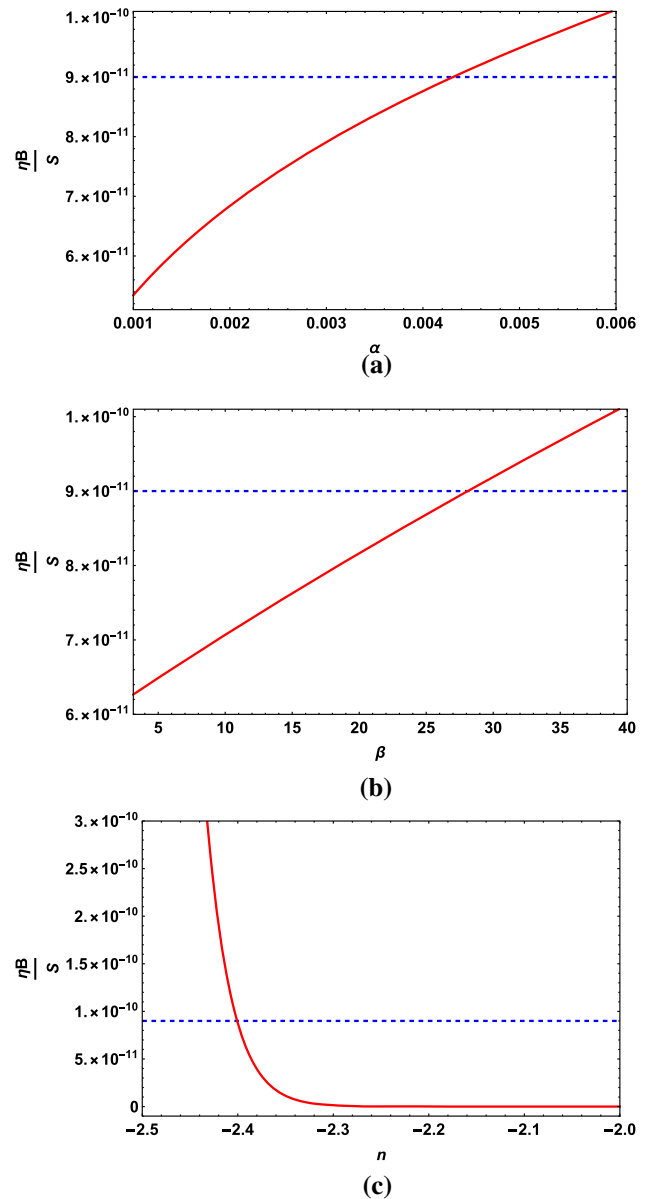 1.×10⁻¹⁰
9.×10⁻¹¹
8.×10⁻¹¹
7.×10⁻¹¹
6.×10⁻¹¹
ηB
S
0.001 0.002 0.003 0.004 0.005 0.006
α
(a)
1.×10⁻¹⁰
9.×10⁻¹¹
8.×10⁻¹¹
7.×10⁻¹¹
6.×10⁻¹¹
ηB
S
5 10 15 20 25 30 35 40
β
(b)
3.×10⁻¹⁰
2.5×10⁻¹⁰
2.×10⁻¹⁰
1.5×10⁻¹⁰
1.×10⁻¹⁰
5.×10⁻¹¹
0
ηB
S
−2.5 −2.4 −2.3 −2.2 −2.1 −2.0
n
(c)